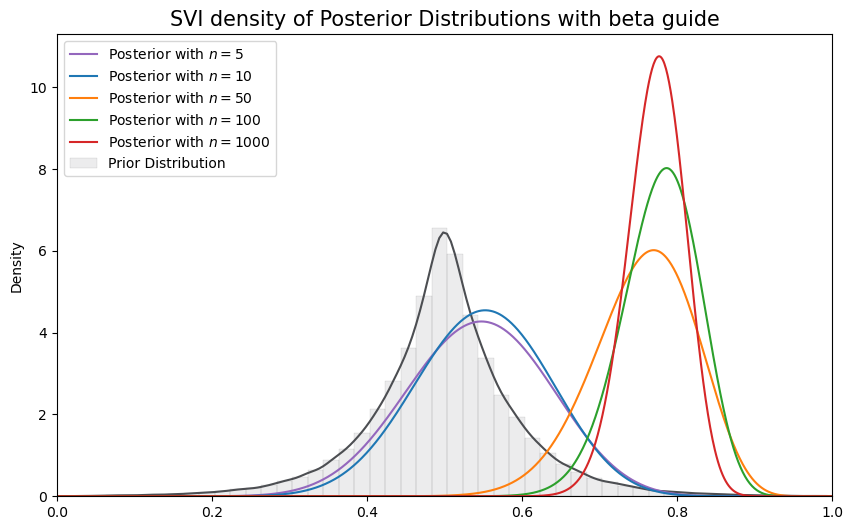 SVI density of Posterior Distributions with beta guide
Posterior with n = 5
Posterior with n = 10
Posterior with n = 50
Posterior with n = 100
Posterior with n = 1000
Prior Distribution
Density
10
8
6
4
2
0
0.0 0.2 0.4 0.6 0.8 1.0